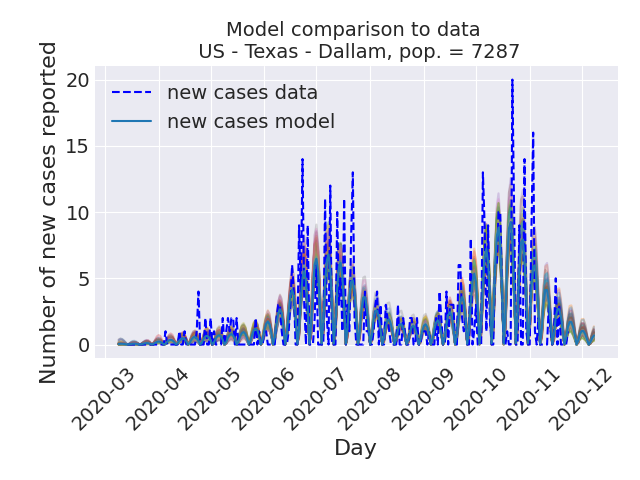 Model comparison to data
US - Texas - Dallam, pop. = 7287
new cases data
new cases model
Number of new cases reported
20
15
10
5
0
2020-03
2020-04
2020-05
2020-06
2020-07
2020-08
2020-09
2020-10
2020-11
2020-12
Day